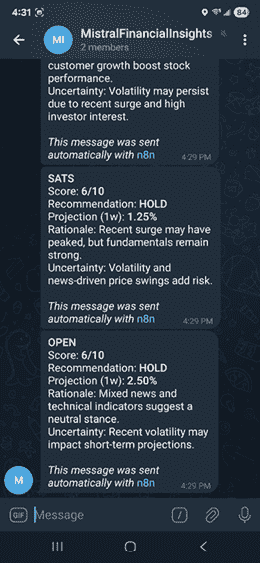 4:31
84
MI
MistralFinancialInsights
2 members
customer growth boost stock
performance.
Uncertainty: Volatility may persist
due to recent surge and high
investor interest.
This message was sent
automatically with n8n
4:29 PM
SATS
Score: 6/10
Recommendation: HOLD
Projection (1w): 1.25%
Rationale: Recent surge may have
peaked, but fundamentals remain
strong.
Uncertainty: Volatility and
news-driven price swings add risk.
This message was sent
automatically with n8n
4:29 PM
OPEN
Score: 6/10
Recommendation: HOLD
Projection (1w): 2.50%
Rationale: Mixed news and
technical indicators suggest a
neutral stance.
Uncertainty: Recent volatility may
impact short-term projections.
This message was sent
automatically with n8n
4:29 PM
M
GIF
Message